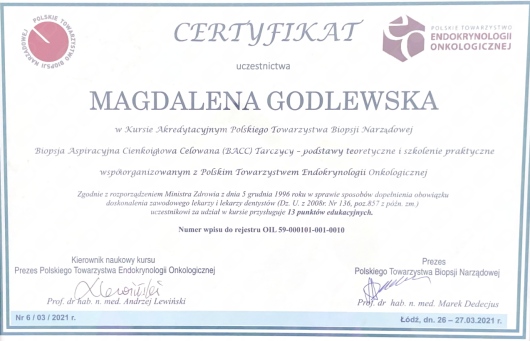 POLSKIE TOWARZYSTWO BIOPSJI NARZĄDOWEJ
CERTYFIKAT
POLSKIE TOWARZYSTWO
ENDOKRYNOLOGII
ONKOLOGICZNEJ
uczestnictwa
MAGDALENA GODLEWSKA
w Kursie Akredytacyjnym Polskiego Towarzystwa Biopsji Narządowej
Biopsja Aspiracyjna Cienkoigłowa Celowana (BACC) Tarczycy – podstawy teoretyczne i szkolenie praktyczne
współorganizowanym z Polskim Towarzystwem Endokrynologii Onkologicznej
Zgodnie z rozporządzeniem Ministra Zdrowia z dnia 5 grudnia 1996 roku w sprawie sposobów dopełnienia obowiązku
doskonalenia zawodowego lekarzy i lekarzy dentystów (Dz. U. z 2008r. Nr 136, poz.857 z późn. zm.)
uczestnikowi za udział w kursie przysługuje 13 punktów edukacyjnych.
Numer wpisu do rejestru OIL 59-000101-001-0010
Kierownik naukowy kursu
Prezes Polskiego Towarzystwa Endokrynologii Onkologicznej
Prof. dr hab. n. med. Andrzej Lewiński
Prezes
Polskiego Towarzystwa Biopsji Narządowej
Prof. dr hab. n. med. Marek Dedecjus
Nr 6 / 03 / 2021 r.
Łódź, dn. 26 – 27.03.2021 r.